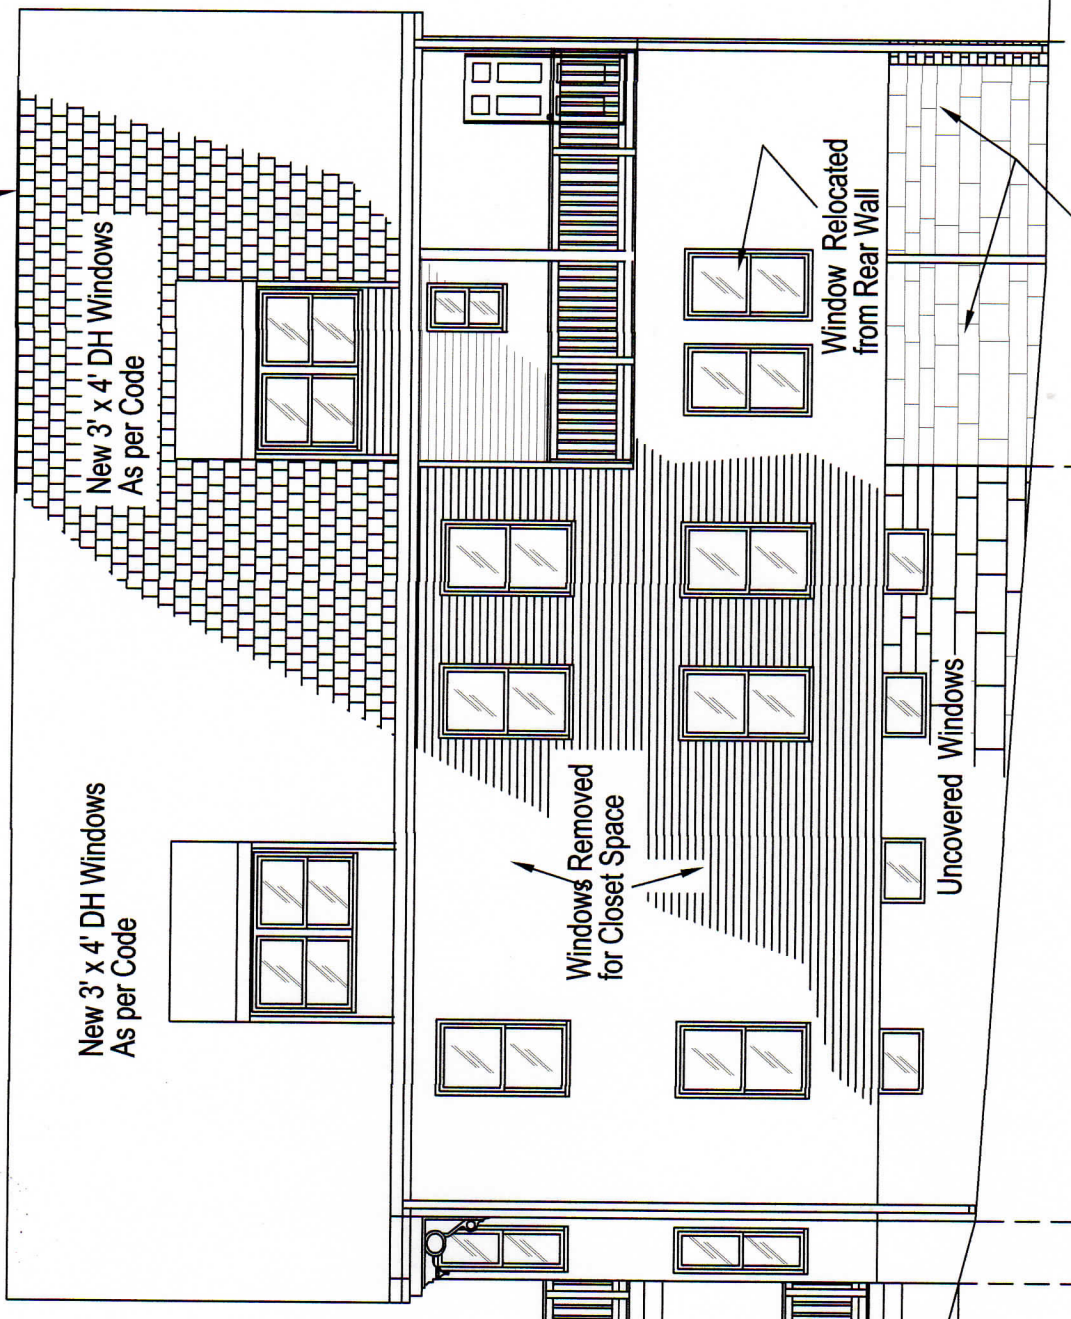 New 3' x 4' DH Windows
As per Code
New 3' x 4' DH Windows
As per Code
Windows Removed
for Closet Space
Window Relocated
from Rear Wall
Uncovered Windows